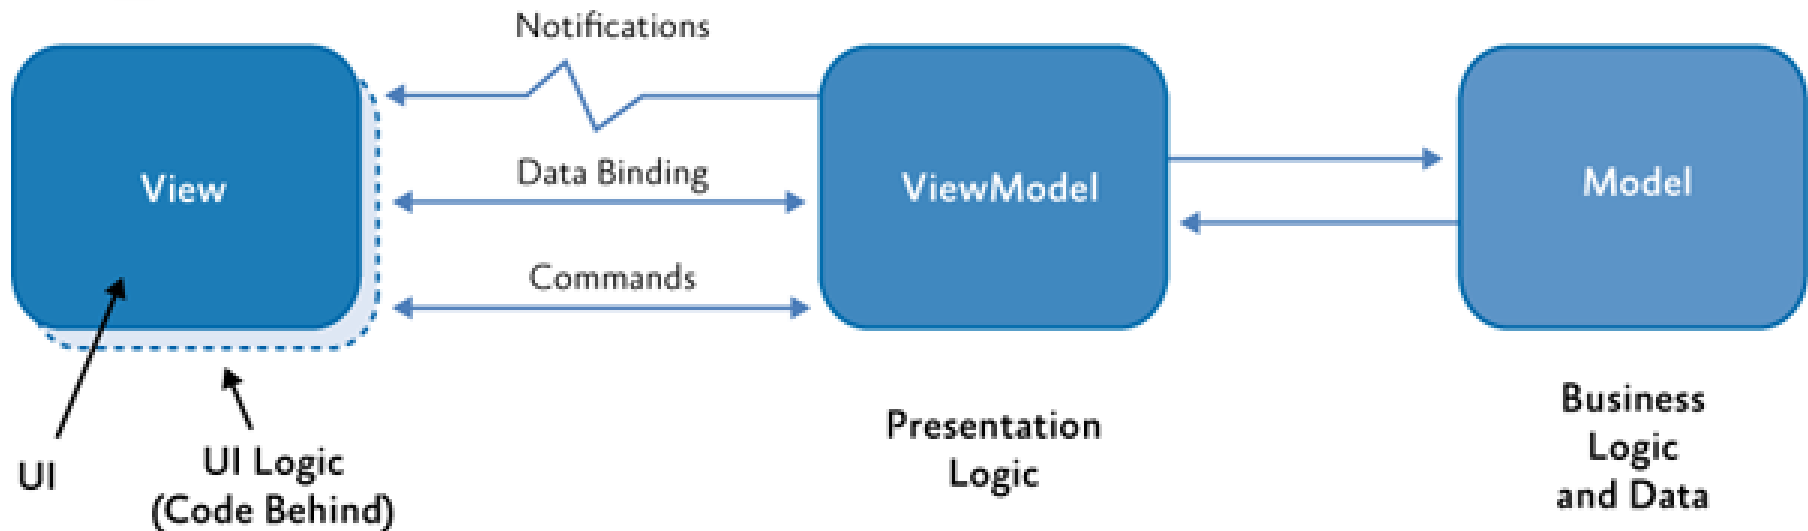 Notifications
View
Data Binding
ViewModel
Model
Commands
UI
UI Logic
(Code Behind)
Presentation
Logic
Business
Logic
and Data